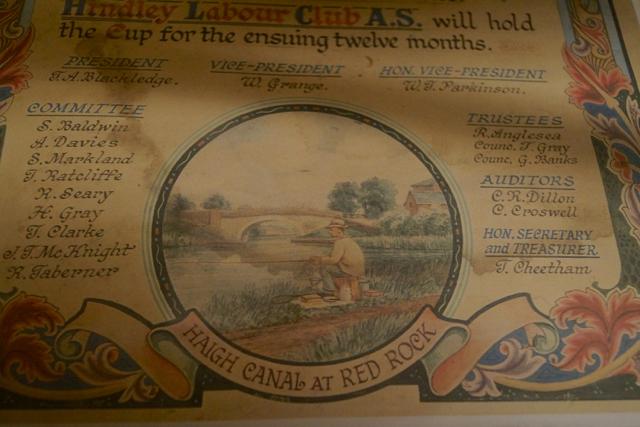 Hindley Labour Club A.S. will hold
the Cup for the ensuing twelve months.
PRESIDENT
T.A. Blackledge.
VICE-PRESIDENT
W. Grange.
HON. VICE-PRESIDENT
W. J. Parkinson.
COMMITTEE
S. Baldwin
A. Davies
S. Markland
T. Ratcliffe
R. Seary
H. Gray
T. Clarke
J. T. McKnight
R. Taberner
TRUSTEES
R. Anglesea
Counc. T. Gray
Counc. G. Banks
AUDITORS
C. R. Dillon
C. Croswell
HON. SECRETARY
and TREASURER
T. Cheetham
HAIGH CANAL AT RED ROCK